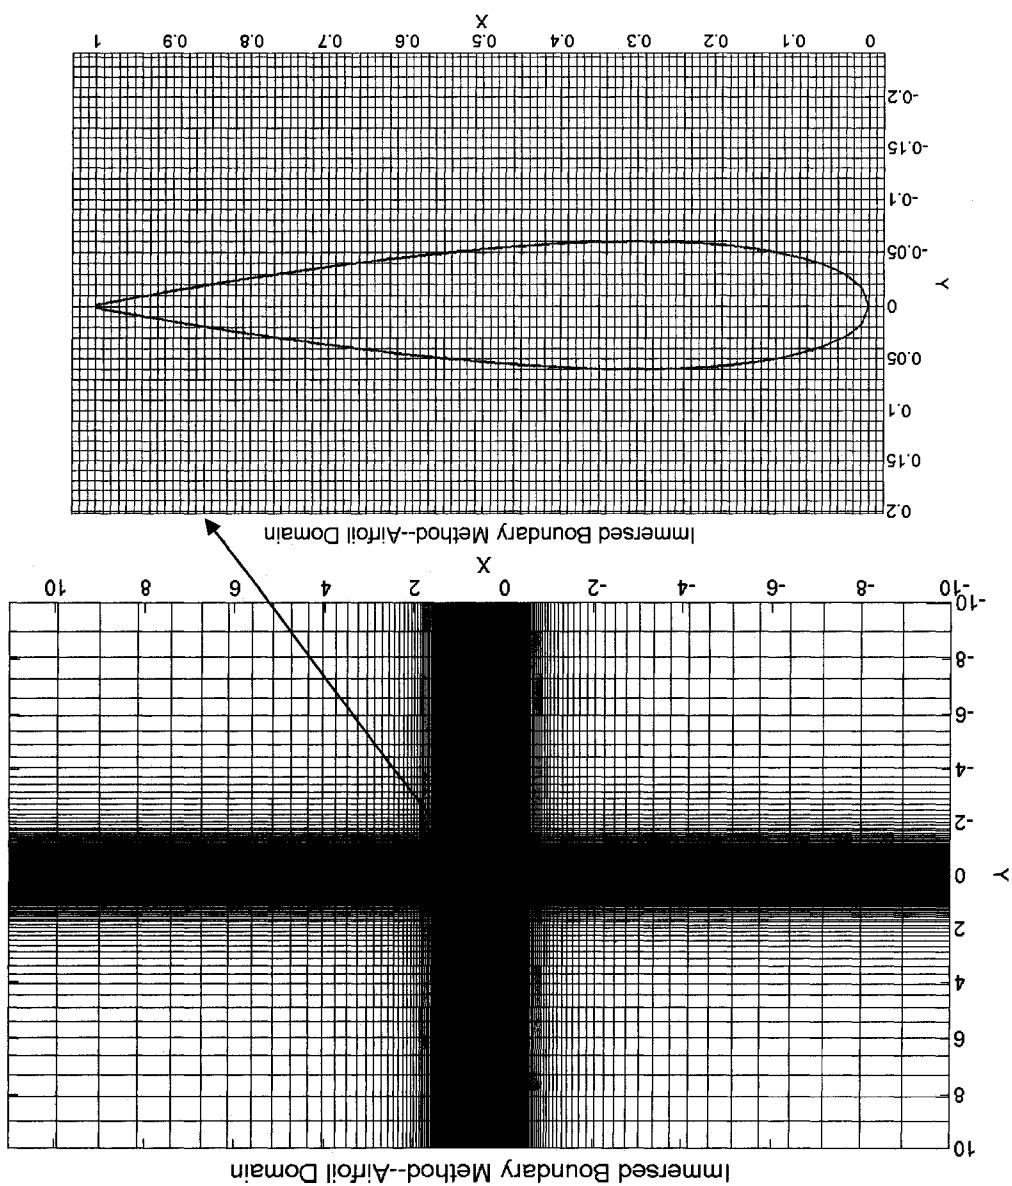 Immersed Boundary Method--Airfoil Domain
10
8
6
4
2
Y 0
-2
-4
-6
-8
-10
-10 -8 -6 -4 -2 0 2 4 6 8 10
X
Immersed Boundary Method--Airfoil Domain
0.2
0.15
0.1
0.05
0
Y
-0.05
-0.1
-0.15
-0.2
0 0.1 0.2 0.3 0.4 0.5 0.6 0.7 0.8 0.9 1
X